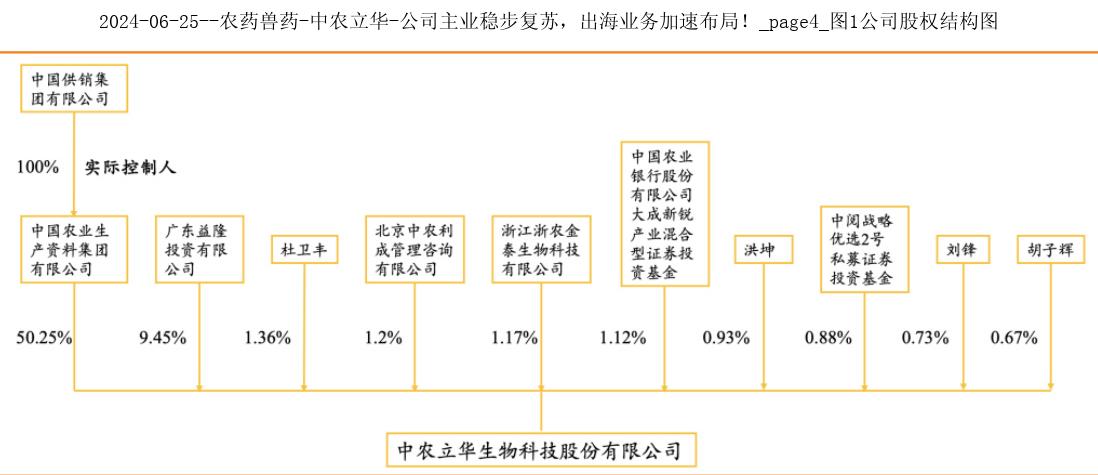 2024-06-25--农药兽药-中农立华-公司主业稳步复苏，出海业务加速布局！_page4_图1公司股权结构图
中国供销集
团有限公司
100%
实际控制人
中国农业生
产资料集团
有限公司
广东益隆
投资有限
公司
杜卫丰
北京中农利
成管理咨询
有限公司
浙江浙农金
泰生物科技
有限公司
中国农业
银行股份
有限公司
大成新锐
产业混合
型证券投
资基金
洪坤
中阅战略
优选2号
私募证券
投资基金
刘锋
胡子辉
50.25%
9.45%
1.36%
1.2%
1.17%
1.12%
0.93%
0.88%
0.73%
0.67%
中农立华生物科技股份有限公司